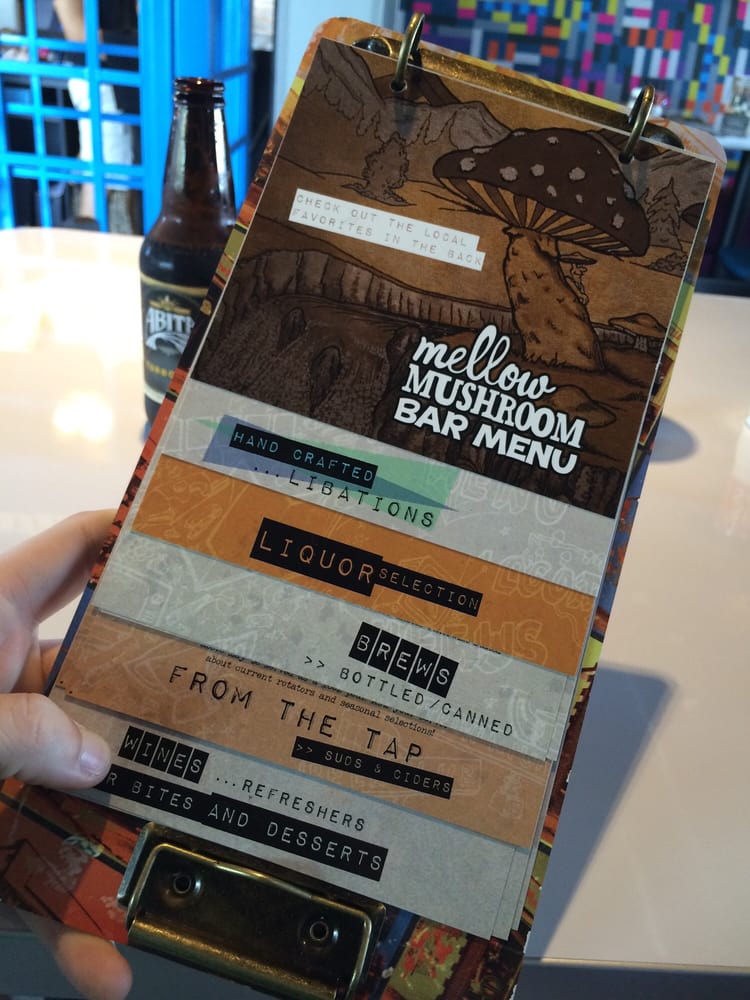 CHECK OUT THE LOCAL
FAVORITES IN THE BACK
mellow
MUSHROOM
BAR MENU
HAND CRAFTED
...LIBATIONS
LIQUOR SELECTION
BREWS
>> BOTTLED/CANNED
about current rotators and seasonal selections!
FROM THE TAP
>> SUDS & CIDERS
WINES ...REFRESHERS
BITES AND DESSERTS
ABITA